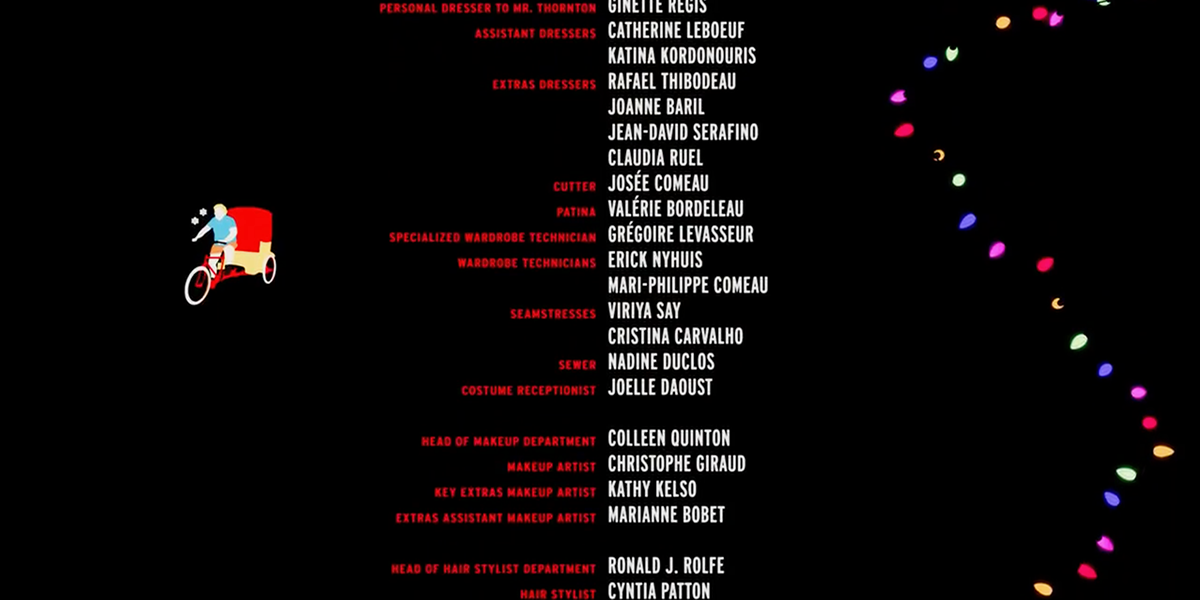 PERSONAL DRESSER TO MR. THORNTON GINETTE REGIS
ASSISTANT DRESSERS CATHERINE LEBOEUF
KATINA KORDONOURIS
EXTRAS DRESSERS RAFAEL THIBODEAU
JOANNE BARIL
JEAN-DAVID SERAFINO
CLAUDIA RUEL
CUTTER JOSÉE COMEAU
PATINA VALÉRIE BORDELEAU
SPECIALIZED WARDROBE TECHNICIAN GRÉGOIRE LEVASSEUR
WARDROBE TECHNICIANS ERICK NYHUIS
MARI-PHILIPPE COMEAU
SEAMSTRESSES VIRIYA SAY
CRISTINA CARVALHO
SEWER NADINE DUCLOS
COSTUME RECEPTIONIST JOELLE DAOUST
HEAD OF MAKEUP DEPARTMENT COLLEEN QUINTON
MAKEUP ARTIST CHRISTOPHE GIRAUD
KEY EXTRAS MAKEUP ARTIST KATHY KELSO
EXTRAS ASSISTANT MAKEUP ARTIST MARIANNE BOBET
HEAD OF HAIR STYLIST DEPARTMENT RONALD J. ROLFE
HAIR STYLIST CYNTIA PATTON